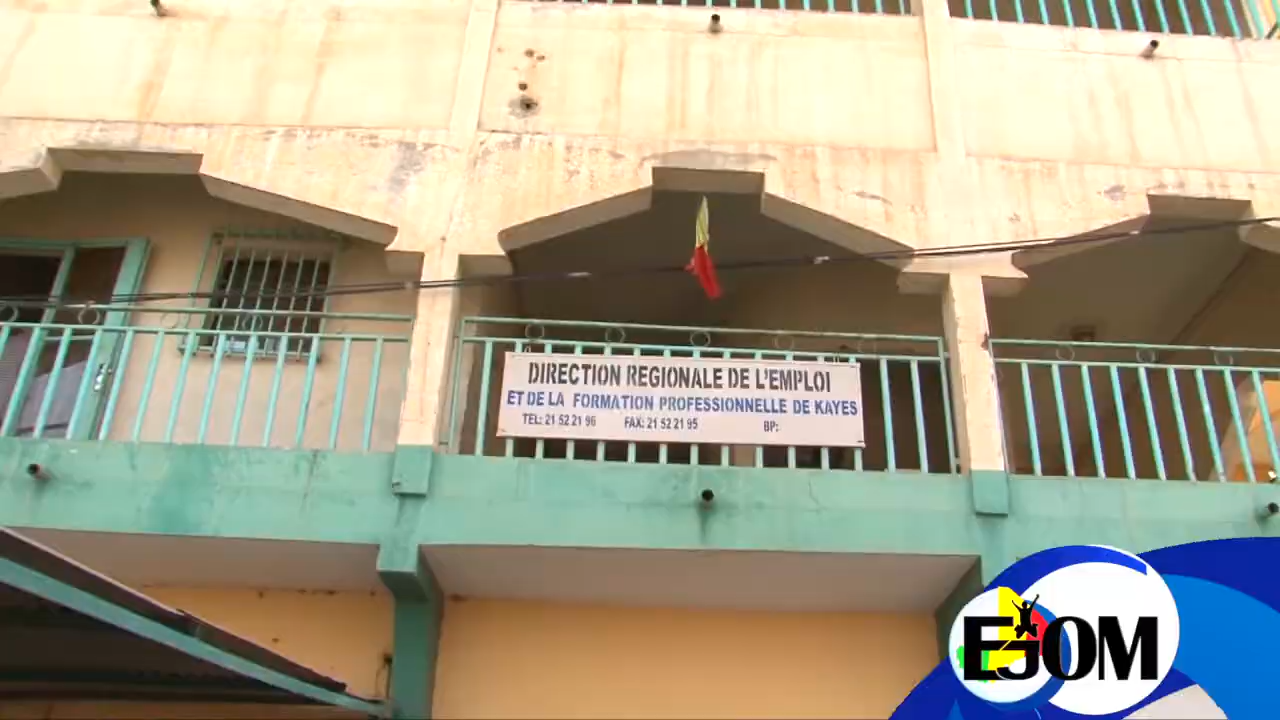 DIRECTION REGIONALE DE L'EMPLOI
ET DE LA FORMATION PROFESSIONNELLE DE KAYES
TEL: 21 52 21 96 FAX: 21 52 21 95 BP:
EJOM